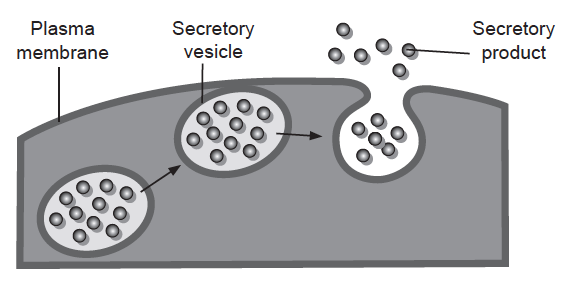 Plasma
membrane
Secretory
vesicle
Secretory
product